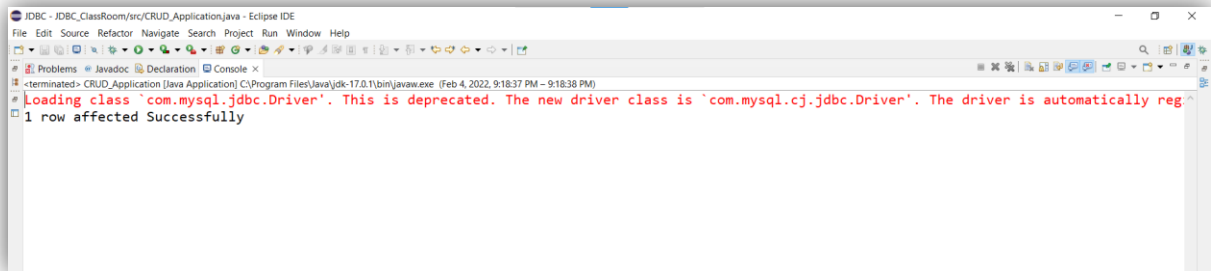 JDBC - JDBC_ClassRoom/src/CRUD_Application.java - Eclipse IDE
File Edit Source Refactor Navigate Search Project Run Window Help
Problems Javadoc Declaration Console
<terminated> CRUD_Application [Java Application] C:\Program Files\Java\jdk-17.0.1\bin\javaw.exe (Feb 4, 2022, 9:18:37 PM – 9:18:38 PM)
Loading class `com.mysql.jdbc.Driver'. This is deprecated. The new driver class is `com.mysql.cj.jdbc.Driver'. The driver is automatically reg
1 row affected Successfully